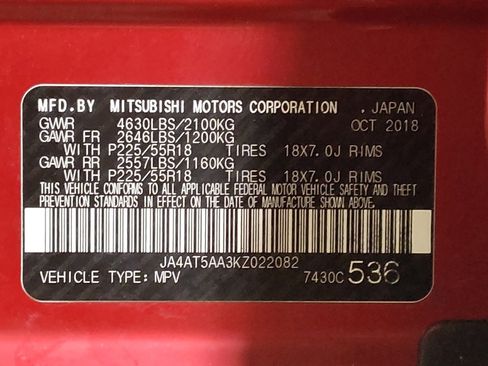 MFD.BY MITSUBISHI MOTORS CORPORATION . JAPAN
GVWR 4630LBS/2100KG OCT 2018
GAWR FR 2646LBS/1200KG
WITH P225/55R18 TIRES 18X7.0J RIMS
GAWR RR 2557LBS/1160KG
WITH P225/55R18 TIRES 18X7.0J RIMS
THIS VEHICLE CONFORMS TO ALL APPLICABLE FEDERAL MOTOR VEHICLE SAFETY AND THEFT
PREVENTION STANDARDS IN EFFECT ON THE DATE OF MANUFACTURE SHOWN ABOVE.
JA4AT5AA3KZ022082
VEHICLE TYPE: MPV 7430C 536